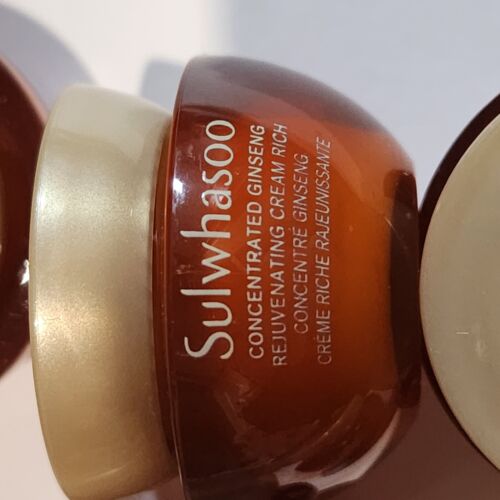 Sulwhasoo
CONCENTRATED GINSENG
REJUVENATING CREAM RICH
CONCENTRÉ GINSENG
CRÈME RICHE RAJEUNISSANTE